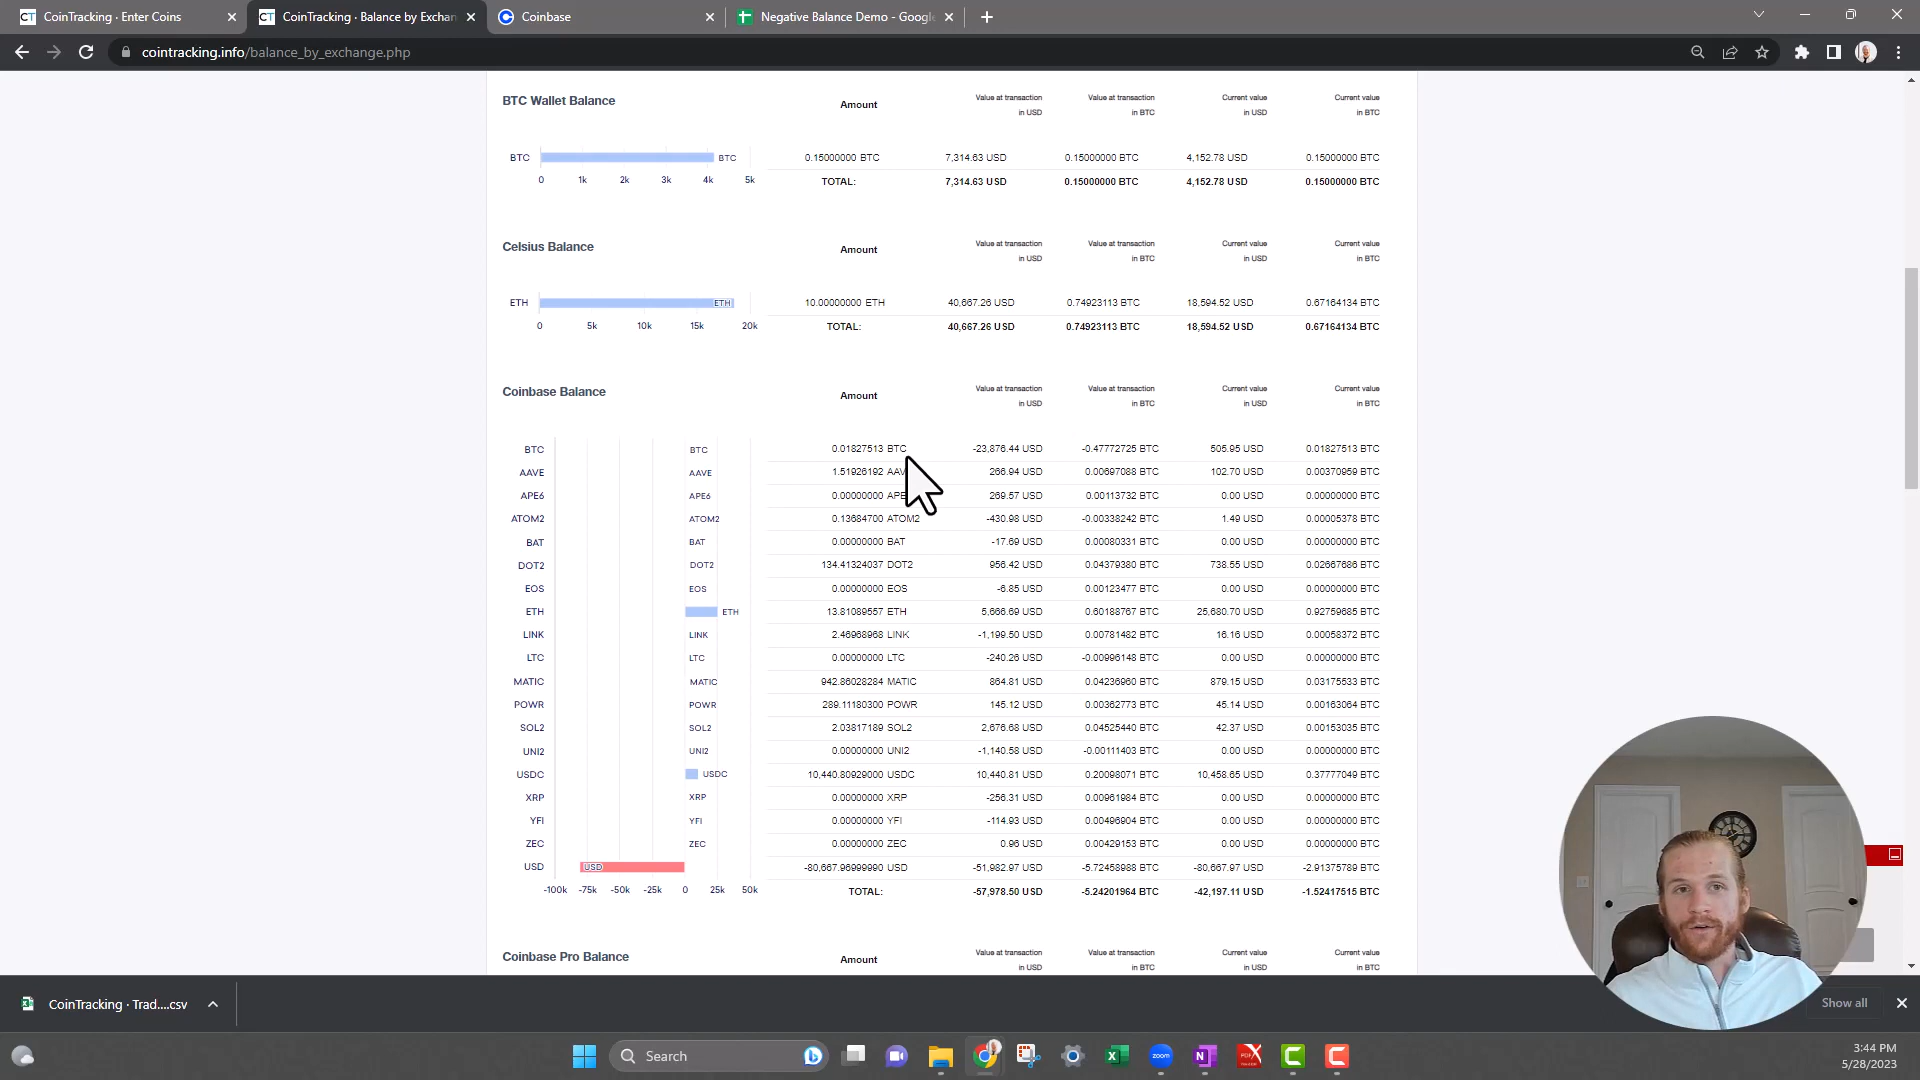 CT CoinTracking · Enter Coins
CT CoinTracking · Balance by Exchan
Coinbase
Negative Balance Demo - Google
cointracking.info/balance_by_exchange.php
BTC Wallet Balance Amount Value at transaction in USD Value at transaction in BTC Current value in USD Current value in BTC
BTC BTC 0.15000000 BTC 7,314.63 USD 0.15000000 BTC 4,152.78 USD 0.15000000 BTC
0 1k 2k 3k 4k 5k TOTAL: 7,314.63 USD 0.15000000 BTC 4,152.78 USD 0.15000000 BTC
Celsius Balance Amount Value at transaction in USD Value at transaction in BTC Current value in USD Current value in BTC
ETH ETH 10.00000000 ETH 40,667.26 USD 0.74923113 BTC 18,594.52 USD 0.67164134 BTC
0 5k 10k 15k 20k TOTAL: 40,667.26 USD 0.74923113 BTC 18,594.52 USD 0.67164134 BTC
Coinbase Balance Amount Value at transaction in USD Value at transaction in BTC Current value in USD Current value in BTC
BTC BTC 0.01827513 BTC -23,876.44 USD -0.47772725 BTC 505.95 USD 0.01827513 BTC
AAVE AAVE 1.51926192 AAV 266.94 USD 0.00697088 BTC 102.70 USD 0.00370959 BTC
APE6 APE6 0.00000000 APE 269.57 USD 0.00113732 BTC 0.00 USD 0.00000000 BTC
ATOM2 ATOM2 0.13684700 ATOM2 -430.98 USD -0.00338242 BTC 1.49 USD 0.00005378 BTC
BAT BAT 0.00000000 BAT -17.69 USD 0.00080331 BTC 0.00 USD 0.00000000 BTC
DOT2 DOT2 134.41324037 DOT2 956.42 USD 0.04379380 BTC 738.55 USD 0.02667686 BTC
EOS EOS 0.00000000 EOS -6.85 USD 0.00123477 BTC 0.00 USD 0.00000000 BTC
ETH ETH 13.81089557 ETH 5,666.69 USD 0.60188767 BTC 25,680.70 USD 0.92759685 BTC
LINK LINK 2.46968968 LINK -1,199.50 USD 0.00781482 BTC 16.16 USD 0.00058372 BTC
LTC LTC 0.00000000 LTC -240.26 USD -0.00996148 BTC 0.00 USD 0.00000000 BTC
MATIC MATIC 942.86028284 MATIC 864.81 USD 0.04236960 BTC 879.15 USD 0.03175533 BTC
POWR POWR 289.11180300 POWR 145.12 USD 0.00362773 BTC 45.14 USD 0.00163064 BTC
SOL2 SOL2 2.03817189 SOL2 2,676.68 USD 0.04525440 BTC 42.37 USD 0.00153035 BTC
UNI2 UNI2 0.00000000 UNI2 -1,140.58 USD -0.00111403 BTC 0.00 USD 0.00000000 BTC
USDC USDC 10,440.80929000 USDC 10,440.81 USD 0.20098071 BTC 10,458.65 USD 0.37777049 BTC
XRP XRP 0.00000000 XRP -256.31 USD 0.00961984 BTC 0.00 USD 0.00000000 BTC
YFI YFI 0.00000000 YFI -114.93 USD 0.00496904 BTC 0.00 USD 0.00000000 BTC
ZEC ZEC 0.00000000 ZEC 0.96 USD 0.00429153 BTC 0.00 USD 0.00000000 BTC
USD USD -80,667.96999990 USD -51,982.97 USD -5.72458988 BTC -80,667.97 USD -2.91375789 BTC
-100k -75k -50k -25k 0 25k 50k TOTAL: -57,978.50 USD -5.24201964 BTC -42,197.11 USD -1.52417515 BTC
Coinbase Pro Balance Amount Value at transaction in USD Value at transaction in BTC Current value in USD Current value in BTC
CoinTracking · Trad....csv
Show all
Search
zoom
3:44 PM
5/28/2023